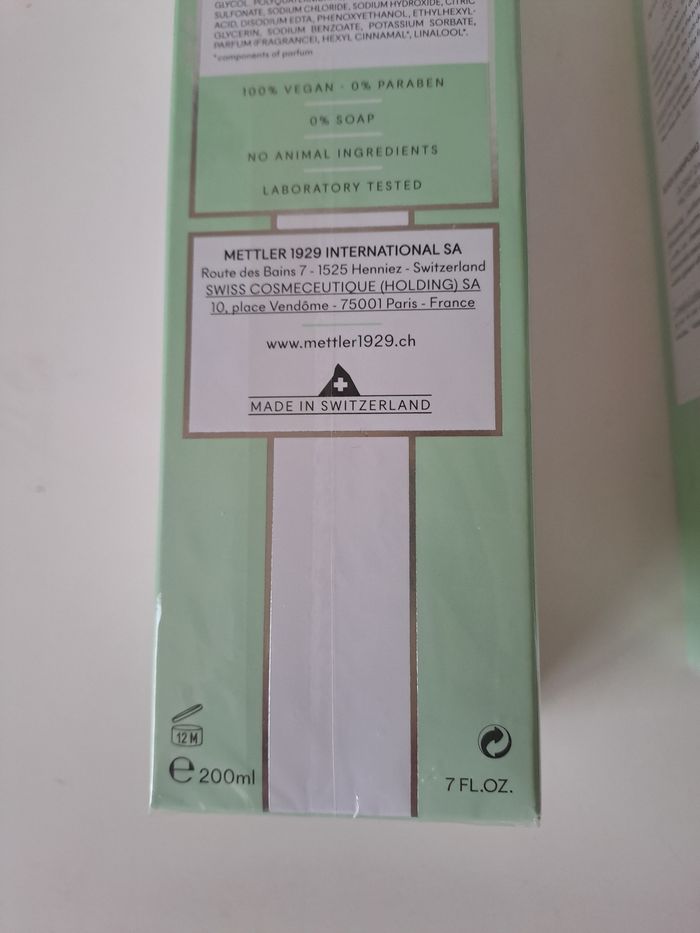 SULFONATE, SODIUM CHLORIDE, SODIUM HYDROXIDE, CITRIC
ACID, DISODIUM EDTA, PHENOXYETHANOL, ETHYLHEXYL-
GLYCERIN, SODIUM BENZOATE, POTASSIUM SORBATE,
PARFUM (FRAGRANCE), HEXYL CINNAMAL*, LINALOOL*.
*components of parfum
100% VEGAN · 0% PARABEN
0% SOAP
NO ANIMAL INGREDIENTS
LABORATORY TESTED
METTLER 1929 INTERNATIONAL SA
Route des Bains 7 - 1525 Henniez - Switzerland
SWISS COSMECEUTIQUE (HOLDING) SA
10, place Vendôme - 75001 Paris - France
www.mettler1929.ch
MADE IN SWITZERLAND
12 M
℮ 200ml
7 FL.OZ.